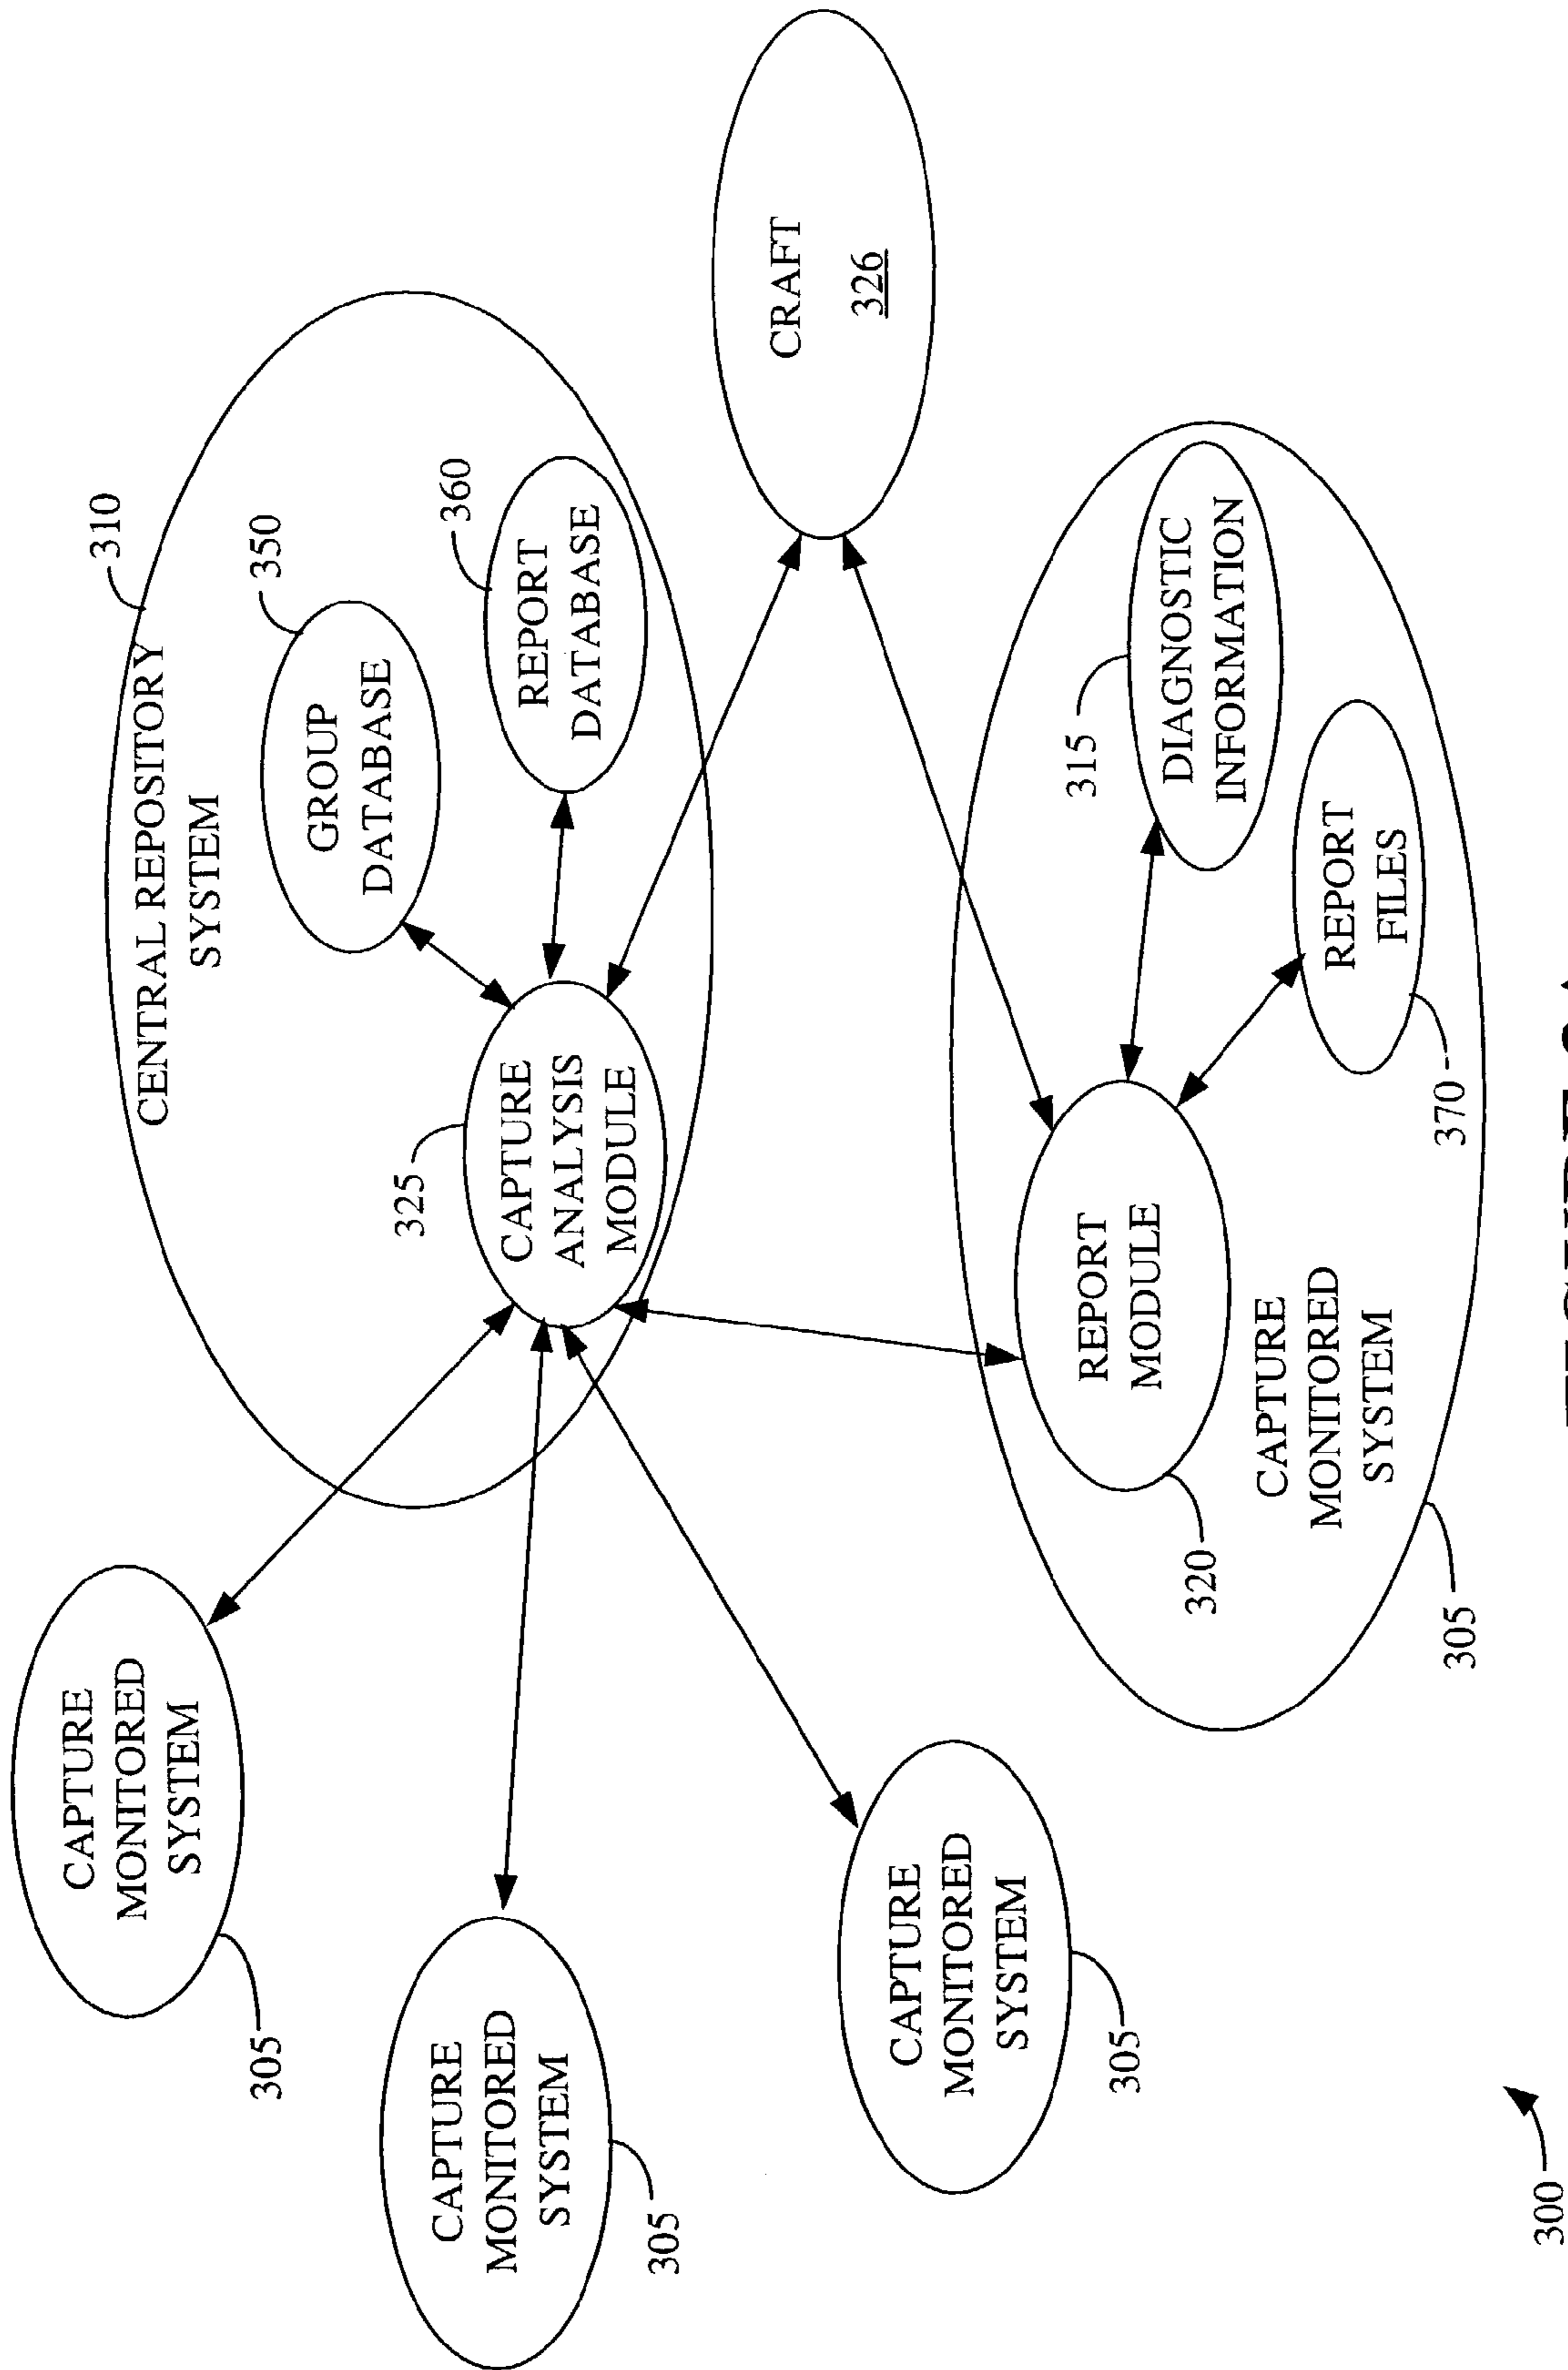 CAPTURE
MONITORED
SYSTEM
305
CAPTURE
MONITORED
SYSTEM
305
CAPTURE
MONITORED
SYSTEM
305
CENTRAL REPOSITORY
SYSTEM
310
GROUP
DATABASE
350
REPORT
DATABASE
360
325
CAPTURE
ANALYSIS
MODULE
CRAFT
326
REPORT
MODULE
320
CAPTURE
MONITORED
SYSTEM
305
315
DIAGNOSTIC
INFORMATION
REPORT
FILES
370
300